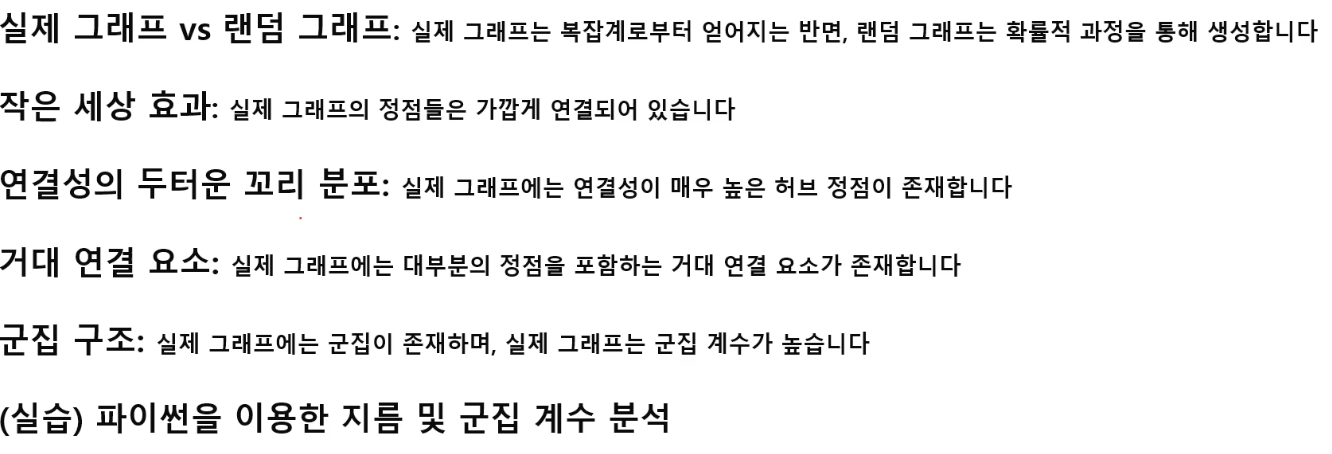 실제 그래프 vs 랜덤 그래프: 실제 그래프는 복잡계로부터 얻어지는 반면, 랜덤 그래프는 확률적 과정을 통해 생성합니다
작은 세상 효과: 실제 그래프의 정점들은 가깝게 연결되어 있습니다
연결성의 두터운 꼬리 분포: 실제 그래프에는 연결성이 매우 높은 허브 정점이 존재합니다
거대 연결 요소: 실제 그래프에는 대부분의 정점을 포함하는 거대 연결 요소가 존재합니다
군집 구조: 실제 그래프에는 군집이 존재하며, 실제 그래프는 군집 계수가 높습니다
(실습) 파이썬을 이용한 지름 및 군집 계수 분석